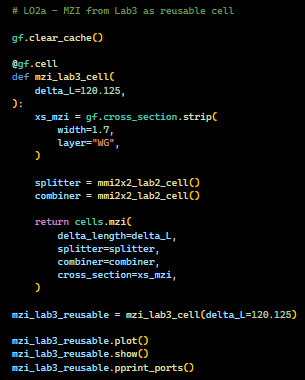 # LO2a — MZI from Lab3 as reusable cell
gf.clear_cache()
@gf.cell
def mzi_lab3_cell(
    delta_L=120.125,
):
    xs_mzi = gf.cross_section.strip(
        width=1.7,
        layer="WG",
    )
    splitter = mmi2x2_lab2_cell()
    combiner = mmi2x2_lab2_cell()
    return cells.mzi(
        delta_length=delta_L,
        splitter=splitter,
        combiner=combiner,
        cross_section=xs_mzi,
    )
mzi_lab3_reusable = mzi_lab3_cell(delta_L=120.125)
mzi_lab3_reusable.plot()
mzi_lab3_reusable.show()
mzi_lab3_reusable.pprint_ports()